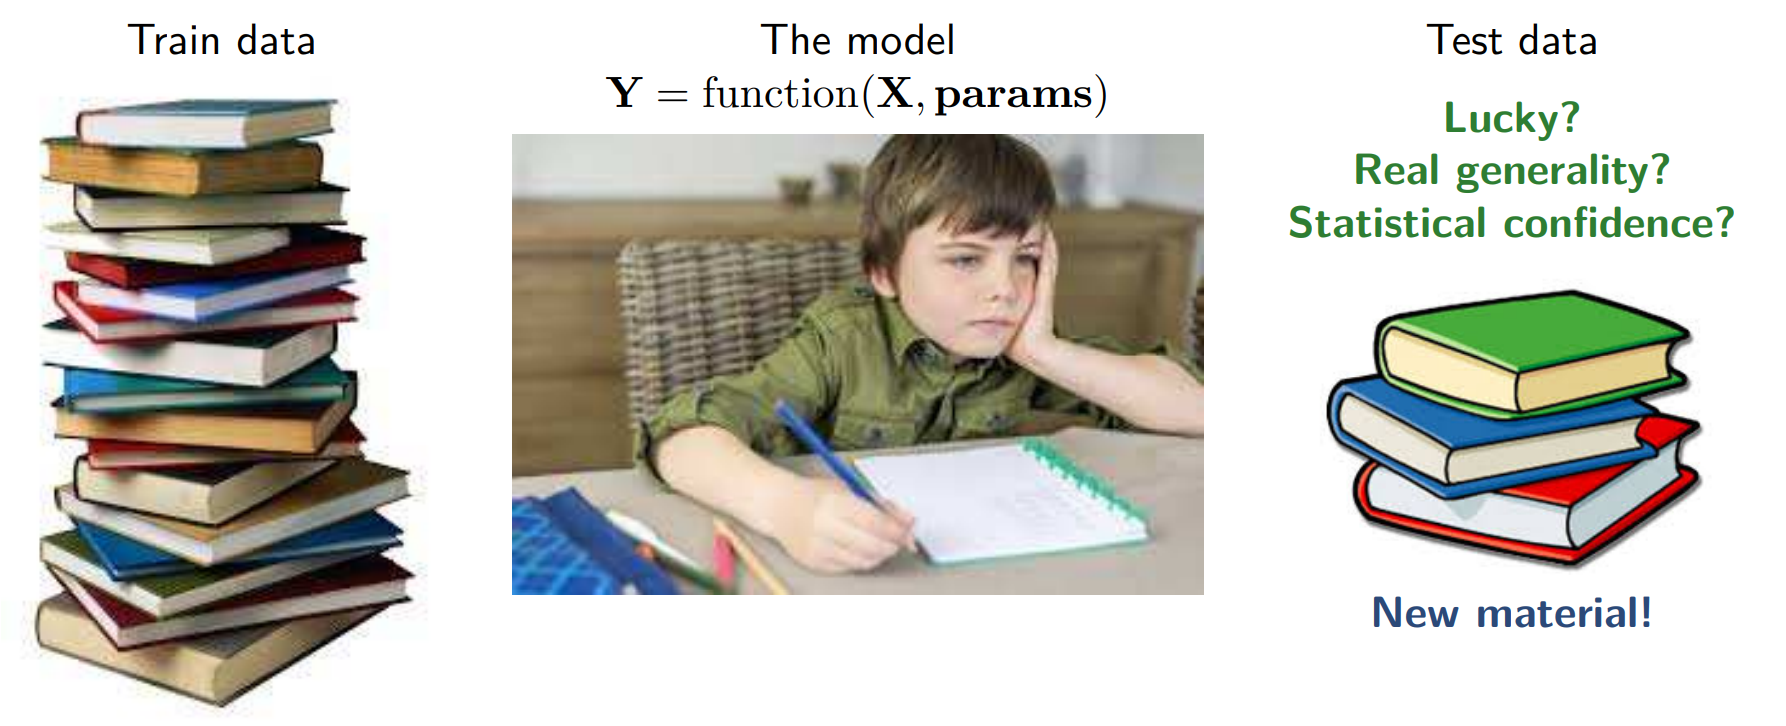 Train data
The model
Y = function(X, params)
Test data
Lucky?
Real generality?
Statistical confidence?
New material!